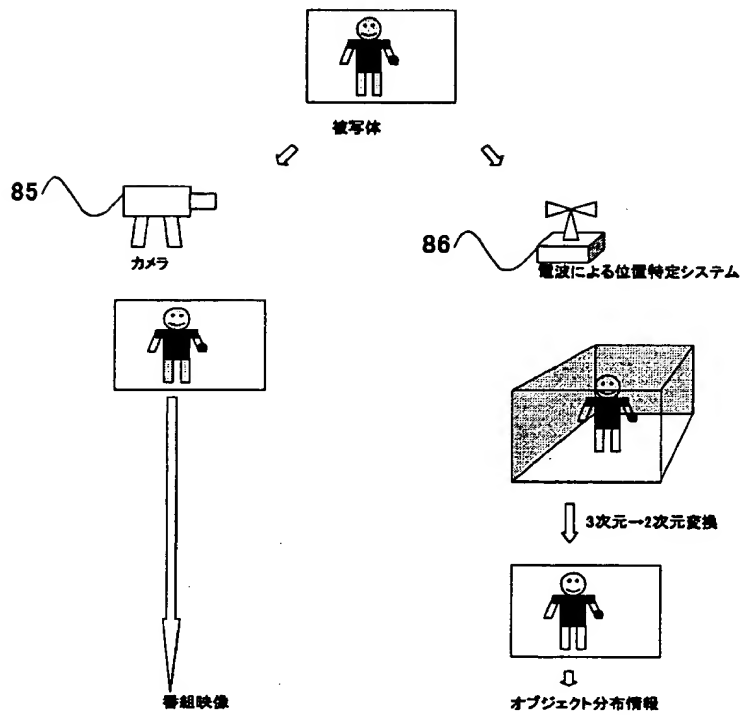 被写体
85
カメラ
86
電波による位置特定システム
3次元→2次元変換
番組映像
オブジェクト分布情報